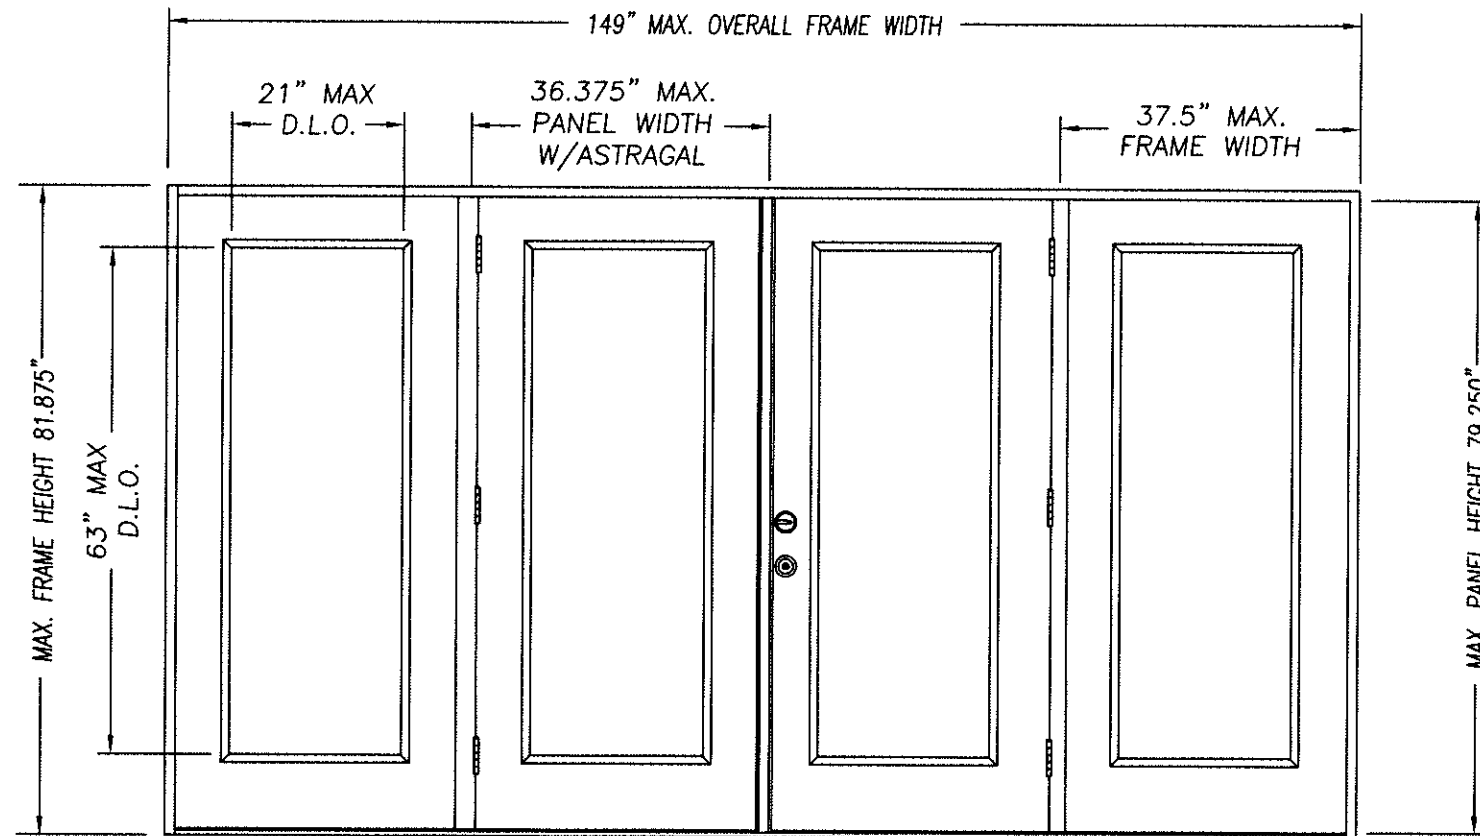 149" MAX. OVERALL FRAME WIDTH
21" MAX
D.L.O.
36.375" MAX.
PANEL WIDTH
W/ASTRAGAL
37.5" MAX.
FRAME WIDTH
MAX. FRAME HEIGHT 81.875"
63" MAX
D.L.O.
MAX. PANEL HEIGHT 79.250"